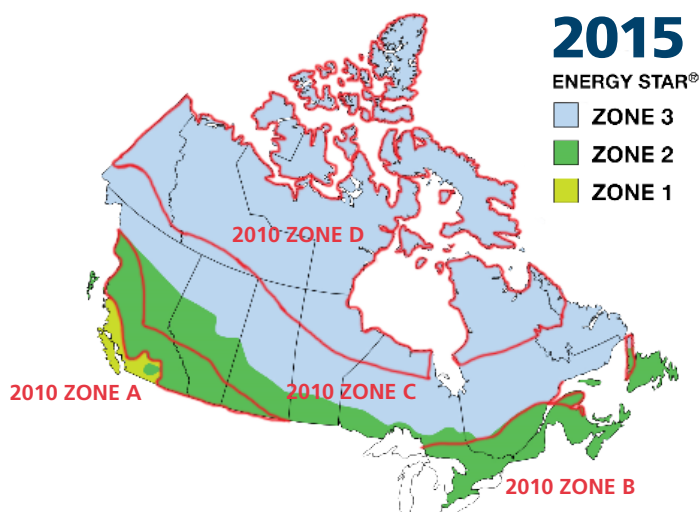 2015
ENERGY STAR®
ZONE 3
ZONE 2
ZONE 1
2010 ZONE D
2010 ZONE A
2010 ZONE C
2010 ZONE B